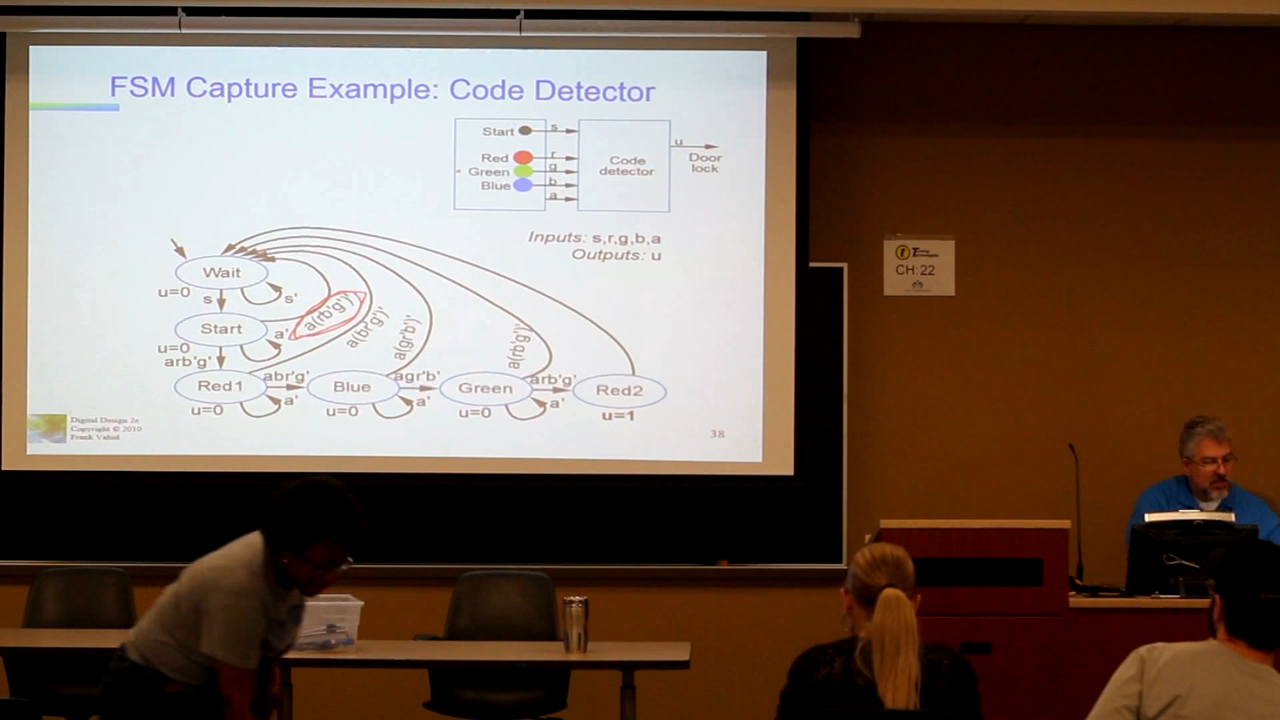 FSM Capture Example: Code Detector
Start
s
u
Red
r
Green
g
Blue
b
a
Code
detector
Door
lock
Inputs: s,r,g,b,a
Outputs: u
Wait
u=0
s
s'
Start
u=0
a'
a(rb'g')'
a(br'g')'
a(gr'b')'
a(rb'g')'
arb'g'
Red1
abr'g'
Blue
agr'b'
Green
arb'g'
Red2
u=0
a'
u=0
a'
u=0
a'
u=1
Digital Design 2e
Copyright © 2010
Frank Vahid
38
CH: 22